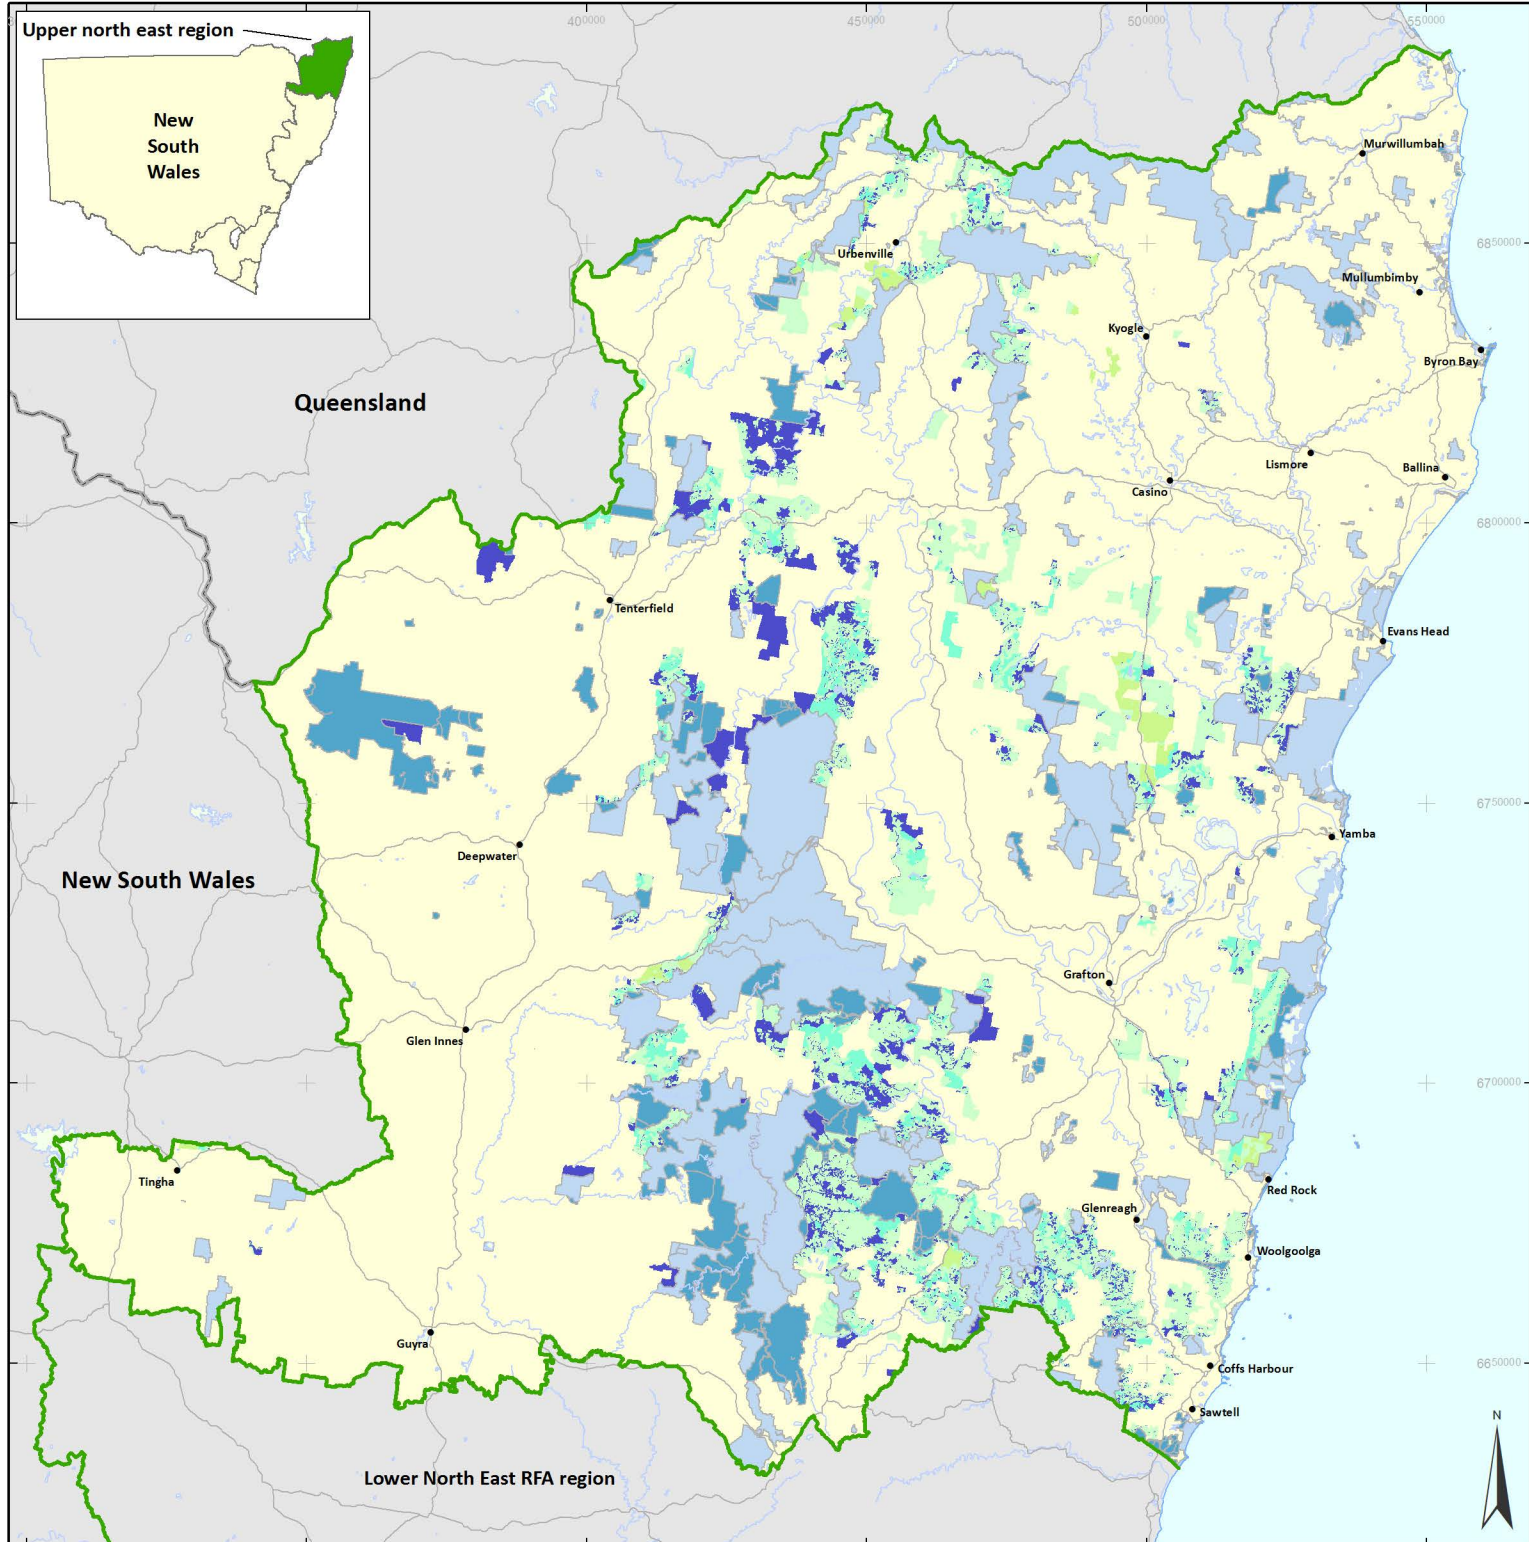 400000
450000
500000
550000
Upper north east region
New
South
Wales
Murwillumbah
6850000
Urbenville
Mullumbimby
Kyogle
Byron Bay
Queensland
Lismore
Ballina
Casino
6800000
Tenterfield
Evans Head
6750000
Yamba
Deepwater
New South Wales
Grafton
Glen Innes
6700000
Tingha
Red Rock
Glenreagh
Woolgoolga
Guyra
6650000
Coffs Harbour
Sawtell
N
Lower North East RFA region